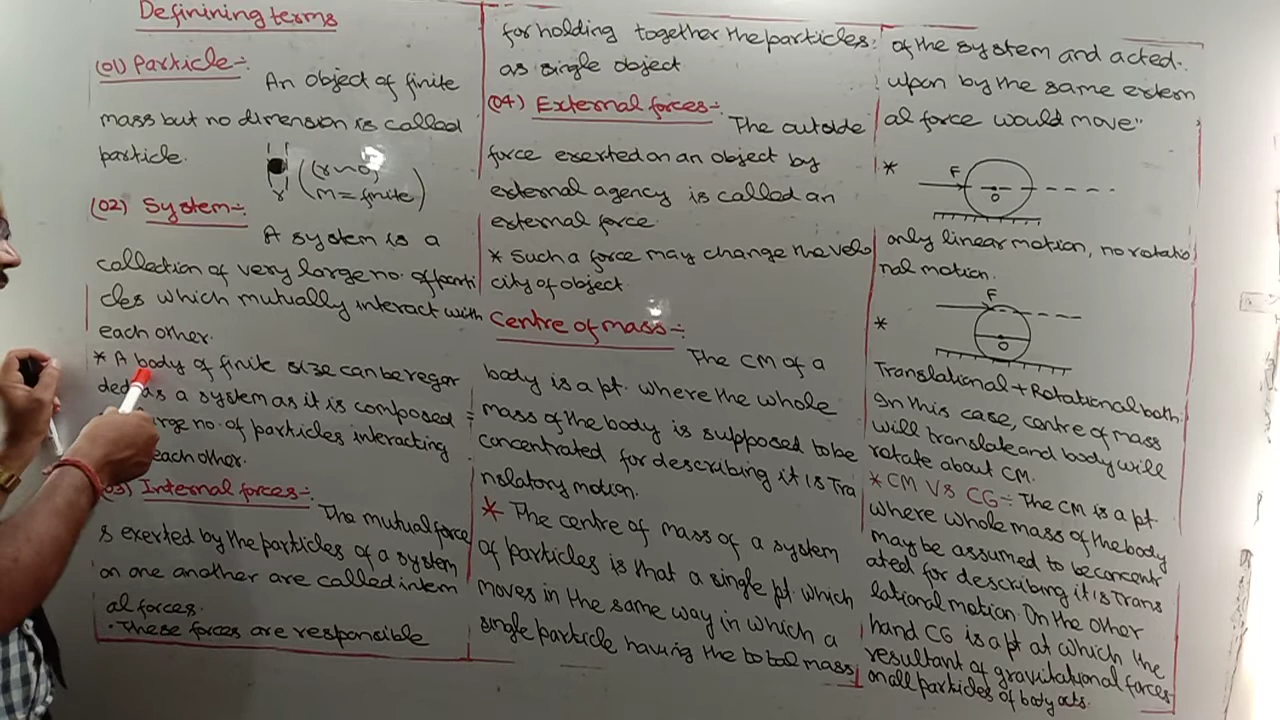 Definining terms
(01) Particle:-
An object of finite
mass but no dimension is called
particle.
(r~0,
m = finite)
r
(02) System:-
A system is a
collection of very large no. of parti
cles which mutually interact with
each other.
* A body of finite size can be regar
ded as a system as it is composed =
rge no. of particles interacting
each other.
(03) Internal forces:-
The mutual force
s exerted by the particles of a system
on one another are called intern
al forces.
• These forces are responsible
for holding together the particles
as single object
(04) External forces:-
The outside
force exerted on an object by
external agency is called an
external force
* Such a force may change the velo
city of object.
Centre of mass:-
The CM of a
body is a pt. where the whole
mass of the body is supposed to be
concentrated for describing it is Tra
nslatory motion.
* The centre of mass of a system
of particles is that a single pt. which
moves in the same way in which a
single particle having the total mass
of the system and acted
upon by the same extern
al force would move"
*
F
O
only linear motion, no rotatio
nal motion.
F
*
O
Translational + Rotational both.
In this case, centre of mass
will translate and body will
rotate about CM.
* CM Vs CG:- The CM is a pt
where whole mass of the body
may be assumed to be concentr
ated for describing it is trans
lational motion. On the other
hand CG is a pt at which the
resultant of gravitational forces
on all particles of body acts.